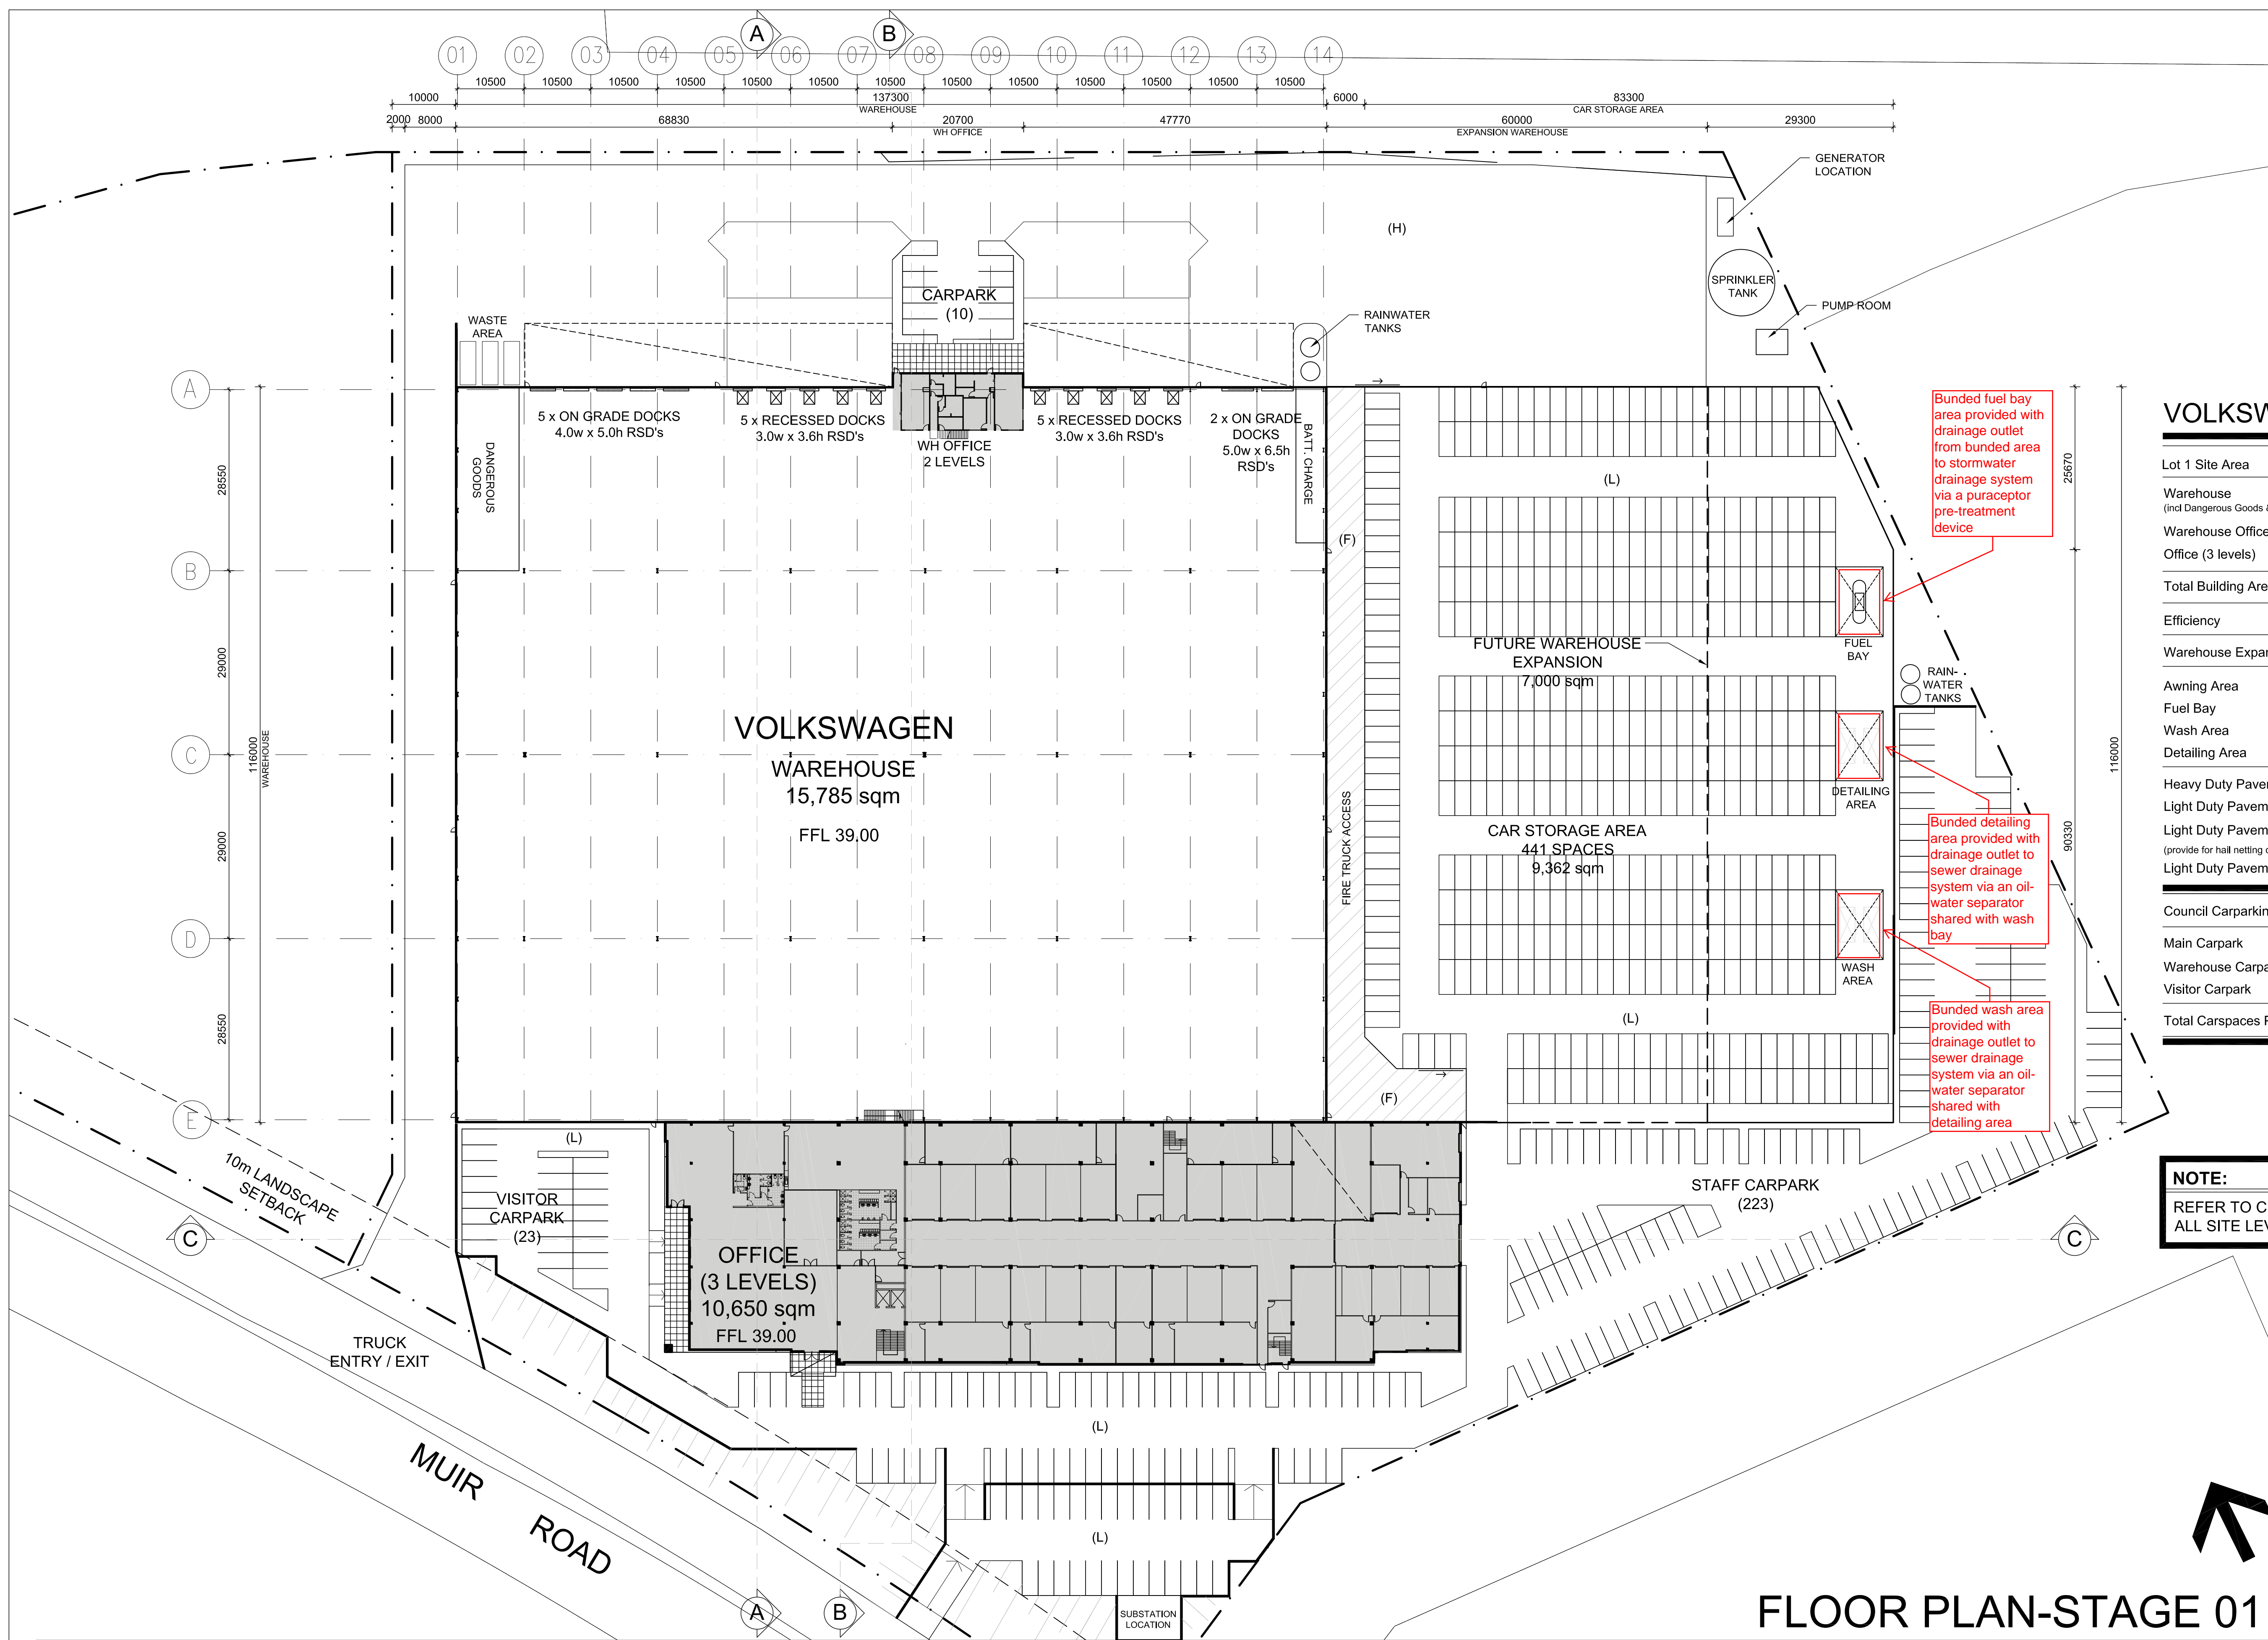 A
B
01
02
03
04
05
06
07
08
09
10
11
12
13
14
10500
10500
10500
10500
10500
10500
10500
10500
10500
10500
10500
10500
10500
10000
137300
WAREHOUSE
6000
83300
CAR STORAGE AREA
2000
8000
68830
20700
WH OFFICE
47770
60000
EXPANSION WAREHOUSE
29300
GENERATOR
LOCATION
(H)
SPRINKLER
TANK
PUMP ROOM
CARPARK
(10)
RAINWATER
TANKS
WASTE
AREA
A
B
C
D
E
28550
29000
29000
28550
116000
WAREHOUSE
5 x ON GRADE DOCKS
4.0w x 5.0h RSD's
5 x RECESSED DOCKS
3.0w x 3.6h RSD's
WH OFFICE
2 LEVELS
5 x RECESSED DOCKS
3.0w x 3.6h RSD's
2 x ON GRADE
DOCKS
5.0w x 6.5h
RSD's
BATT. CHARGE
DANGEROUS
GOODS
(F)
(L)
Bunded fuel bay
area provided with
drainage outlet
from bunded area
to stormwater
drainage system
via a puraceptor
pre-treatment
device
25670
90330
116000
FUEL
BAY
FUTURE WAREHOUSE
EXPANSION
7,000 sqm
RAIN-
WATER
TANKS
VOLKSWAGEN
WAREHOUSE
15,785 sqm
FFL 39.00
FIRE TRUCK ACCESS
CAR STORAGE AREA
441 SPACES
9,362 sqm
DETAILING
AREA
Bunded detailing
area provided with
drainage outlet to
sewer drainage
system via an oil-
water separator
shared with wash
bay
WASH
AREA
Bunded wash area
provided with
drainage outlet to
sewer drainage
system via an oil-
water separator
shared with
detailing area
(L)
(F)
(L)
10m LANDSCAPE
SETBACK
VISITOR
CARPARK
(23)
C
OFFICE
(3 LEVELS)
10,650 sqm
FFL 39.00
STAFF CARPARK
(223)
C
TRUCK
ENTRY / EXIT
(L)
MUIR
ROAD
(L)
A
B
SUBSTATION
LOCATION
VOLKSW
Lot 1 Site Area
Warehouse
(incl Dangerous Goods &
Warehouse Office
Office (3 levels)
Total Building Are
Efficiency
Warehouse Expan
Awning Area
Fuel Bay
Wash Area
Detailing Area
Heavy Duty Paver
Light Duty Pavem
Light Duty Pavem
(provide for hail netting o
Light Duty Pavem
Council Carparkin
Main Carpark
Warehouse Carpa
Visitor Carpark
Total Carspaces P
NOTE:
REFER TO C
ALL SITE LEV
FLOOR PLAN-STAGE 01